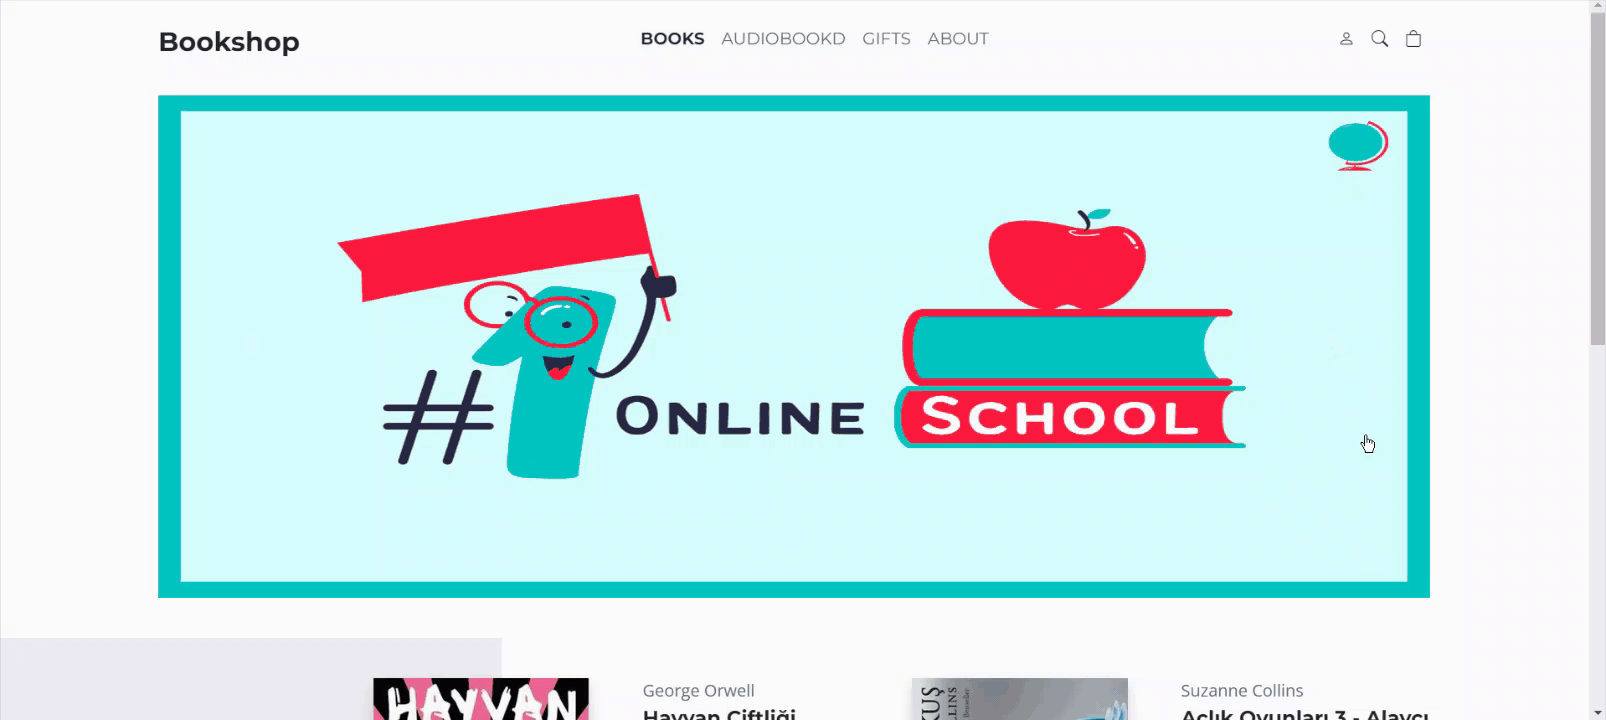 Bookshop
BOOKS AUDIOBOOKD GIFTS ABOUT
#1 ONLINE SCHOOL
HAYVAN
George Orwell
Hayvan Çiftliği
KUŞ
LLINS
Suzanne Collins
Açlık Oyunları 3 - Alaycı